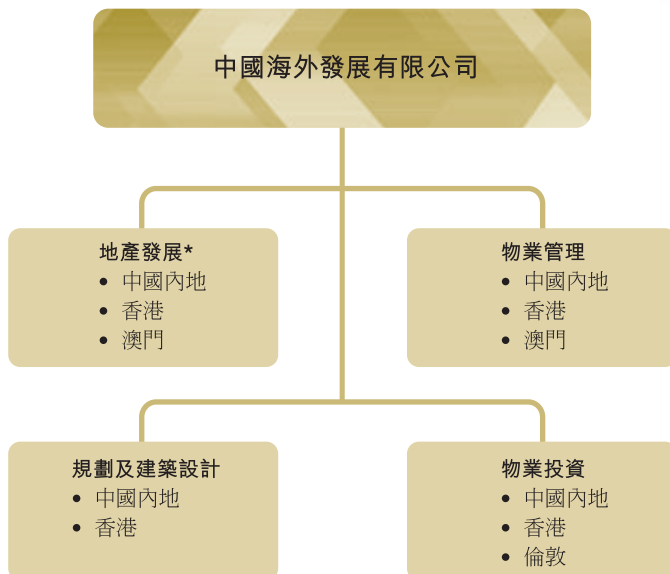 中國海外發展有限公司
地產發展*
• 中國內地
• 香港
• 澳門
物業管理
• 中國內地
• 香港
• 澳門
規劃及建築設計
• 中國內地
• 香港
物業投資
• 中國內地
• 香港
• 倫敦